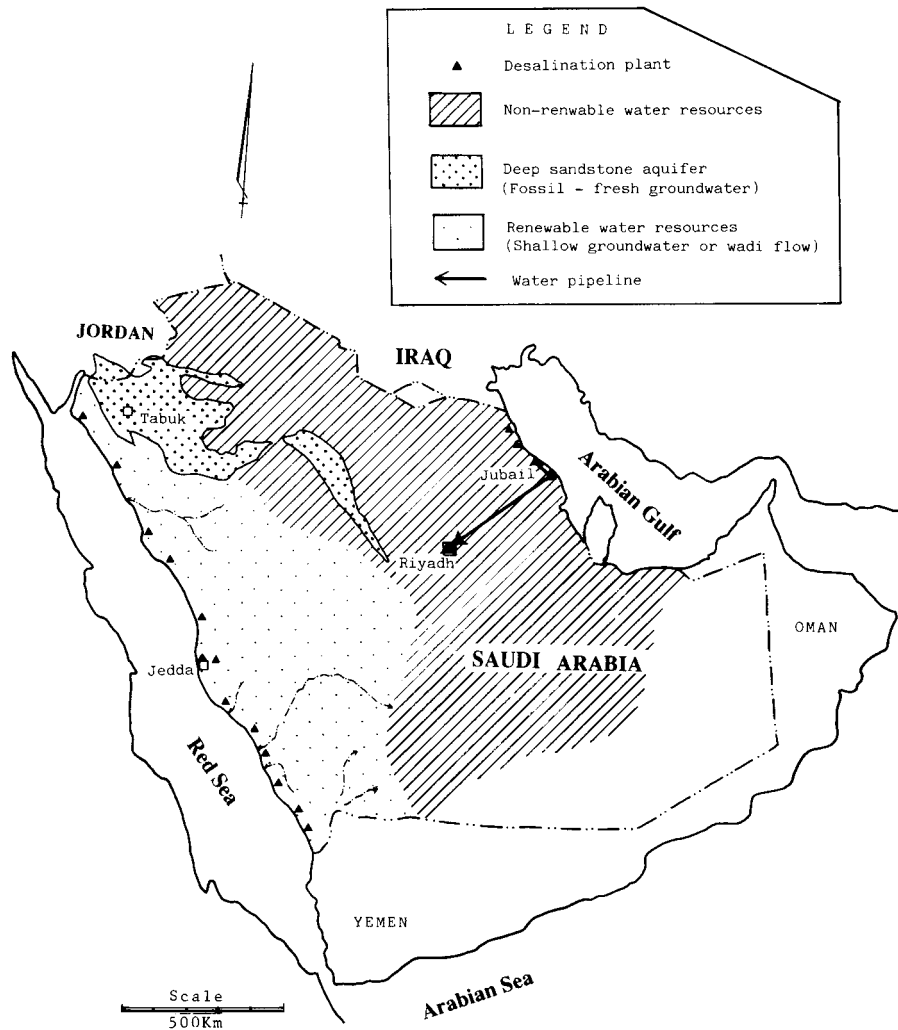 L E G E N D
Desalination plant
Non-renwable water resources
Deep sandstone aquifer
(Fossil - fresh groundwater)
Renewable water resources
(Shallow groundwater or wadi flow)
Water pipeline
JORDAN
IRAQ
Tabuk
Jubail
Arabian Gulf
Riyadh
OMAN
SAUDI ARABIA
Jedda
Red Sea
YEMEN
Arabian Sea
Scale
500Km